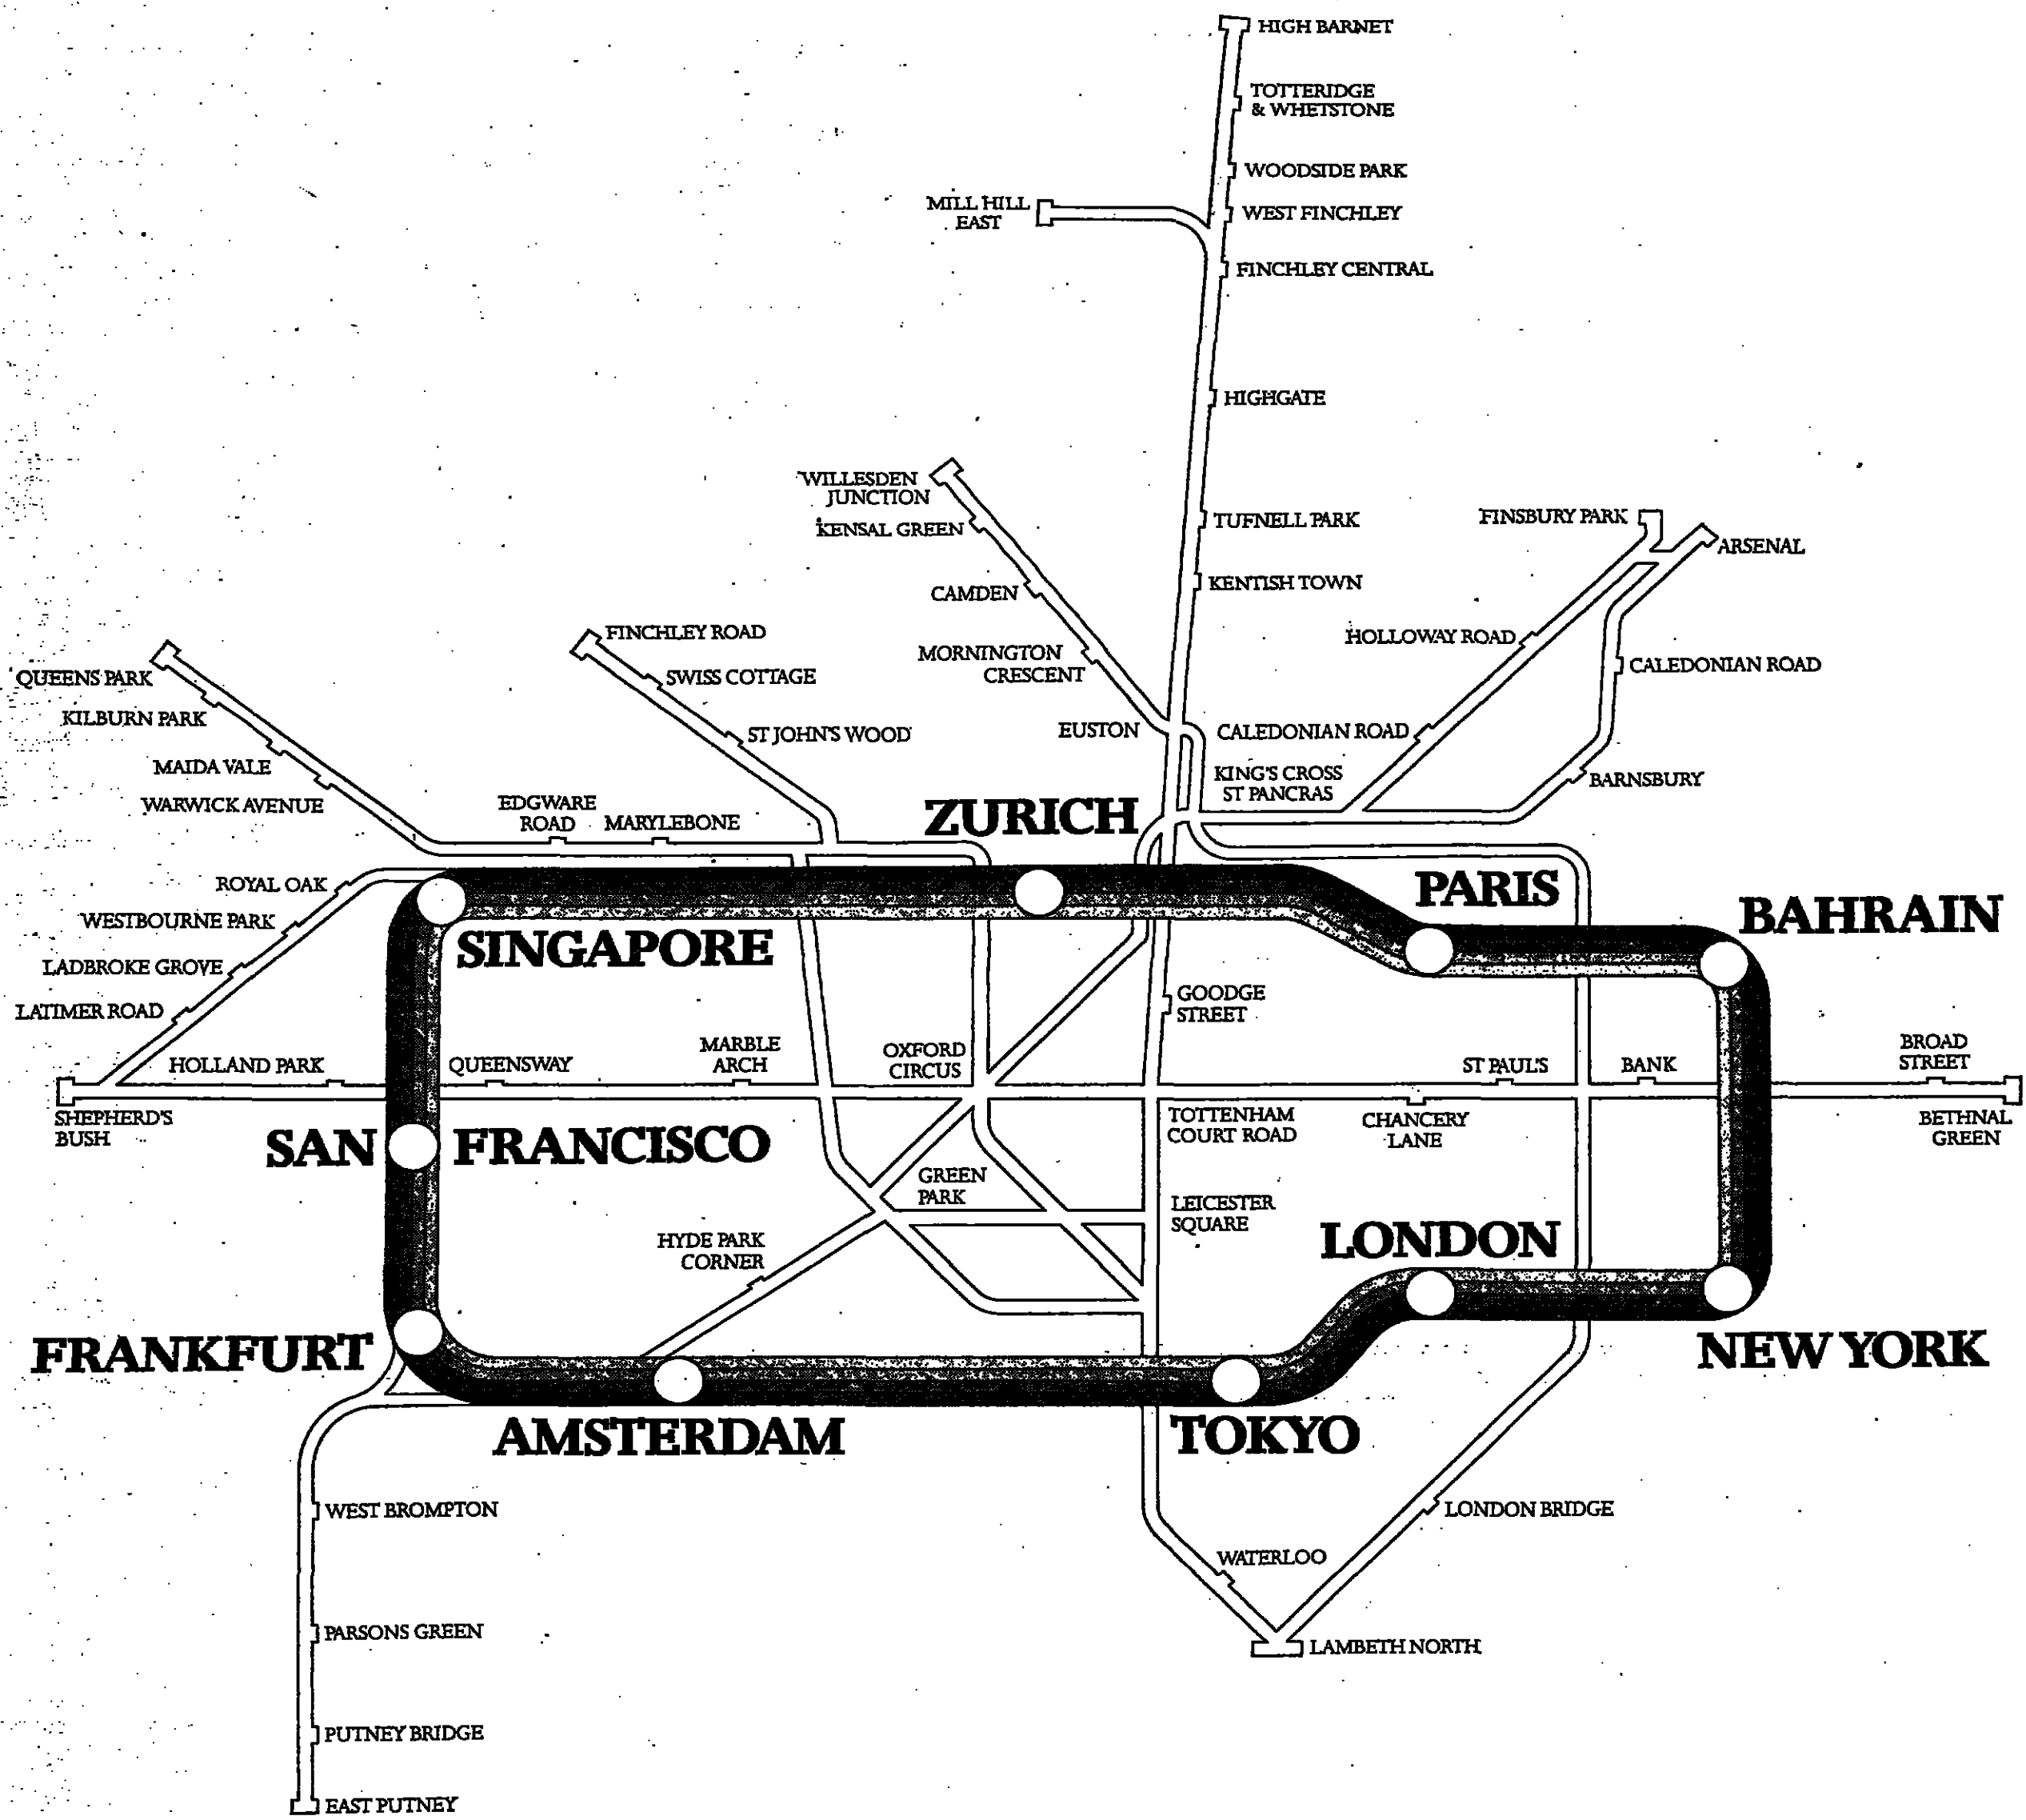 HIGH BARNET
TOTTERIDGE
& WHETSTONE
WOODSIDE PARK
MILL HILL
EAST
WEST FINCHLEY
FINCHLEY CENTRAL
HIGHGATE
WILLESDEN
JUNCTION
KENSAL GREEN
TUFNELL PARK
FINSBURY PARK
ARSENAL
CAMDEN
KENTISH TOWN
FINCHLEY ROAD
HOLLOWAY ROAD
MORNINGTON
CRESCENT
CALEDONIAN ROAD
QUEENS PARK
SWISS COTTAGE
KILBURN PARK
ST JOHN'S WOOD
EUSTON
CALEDONIAN ROAD
MAIDA VALE
KING'S CROSS
ST PANCRAS
BARNSBURY
WARWICK AVENUE
EDGWARE
ROAD
MARYLEBONE
ZURICH
ROYAL OAK
PARIS
BAHRAIN
WESTBOURNE PARK
SINGAPORE
LADBROKE GROVE
LATIMER ROAD
GOODGE
STREET
HOLLAND PARK
QUEENSWAY
MARBLE
ARCH
OXFORD
CIRCUS
ST PAUL'S
BANK
BROAD
STREET
SHEPHERD'S
BUSH
TOTTENHAM
COURT ROAD
CHANCERY
LANE
BETHNAL
GREEN
SAN FRANCISCO
GREEN
PARK
LEICESTER
SQUARE
HYDE PARK
CORNER
LONDON
FRANKFURT
NEW YORK
AMSTERDAM
TOKYO
WEST BROMPTON
LONDON BRIDGE
WATERLOO
PARSONS GREEN
LAMBETH NORTH
PUTNEY BRIDGE
EAST PUTNEY